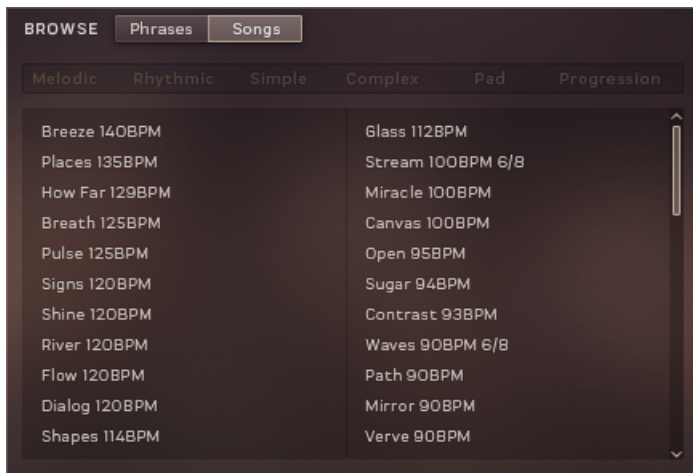 BROWSE Phrases Songs
Melodic Rhythmic Simple Complex Pad Progression
Breeze 140BPM
Places 135BPM
How Far 129BPM
Breath 125BPM
Pulse 125BPM
Signs 120BPM
Shine 120BPM
River 120BPM
Flow 120BPM
Dialog 120BPM
Shapes 114BPM
Glass 112BPM
Stream 100BPM 6/8
Miracle 100BPM
Canvas 100BPM
Open 95BPM
Sugar 94BPM
Contrast 93BPM
Waves 90BPM 6/8
Path 90BPM
Mirror 90BPM
Verve 90BPM